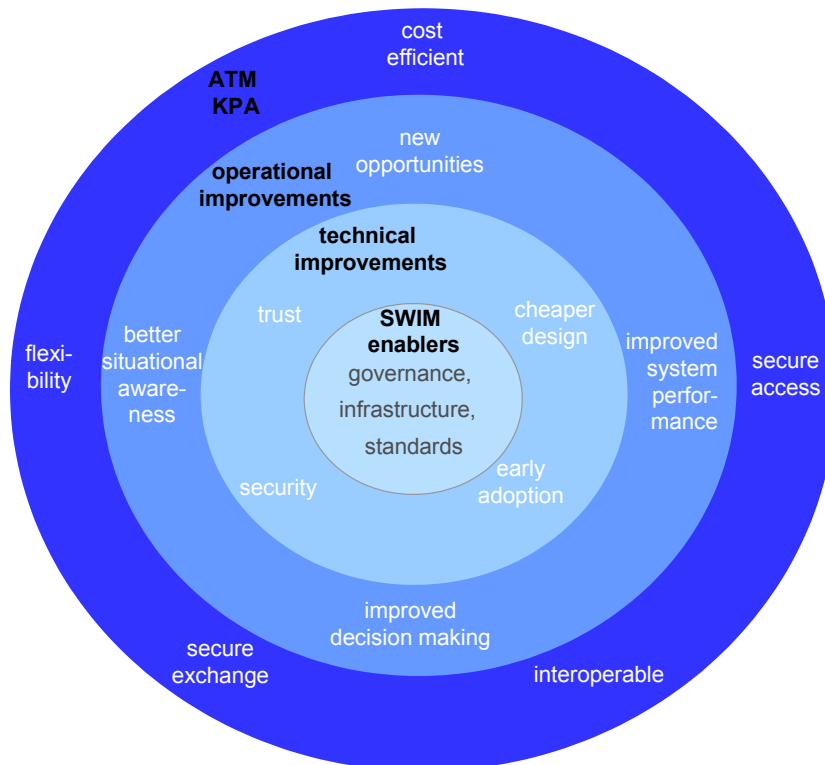 cost
efficient
ATM
KPA
new
opportunities
operational
improvements
technical
improvements
trust
cheaper
design
SWIM
enablers
governance,
infrastructure,
standards
flexi-
bility
better
situational
aware-
ness
improved
system
perfor-
mance
secure
access
security
early
adoption
improved
decision making
secure
exchange
interoperable